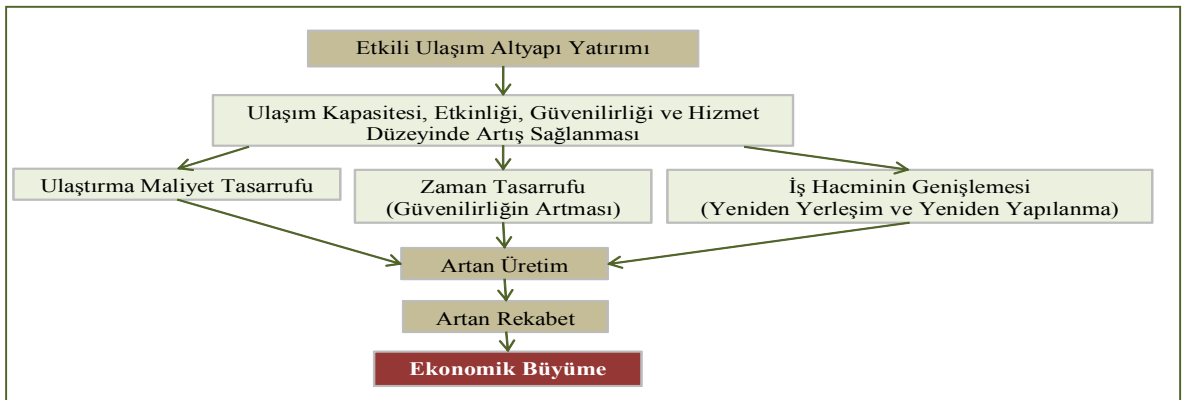 Etkili Ulaşım Altyapı Yatırımı
Ulaşım Kapasitesi, Etkinliği, Güvenilirliği ve Hizmet
Düzeyinde Artış Sağlanması
Ulaştırma Maliyet Tasarrufu
Zaman Tasarrufu
(Güvenilirliğin Artması)
İş Hacminin Genişlemesi
(Yeniden Yerleşim ve Yeniden Yapılanma)
Artan Üretim
Artan Rekabet
Ekonomik Büyüme